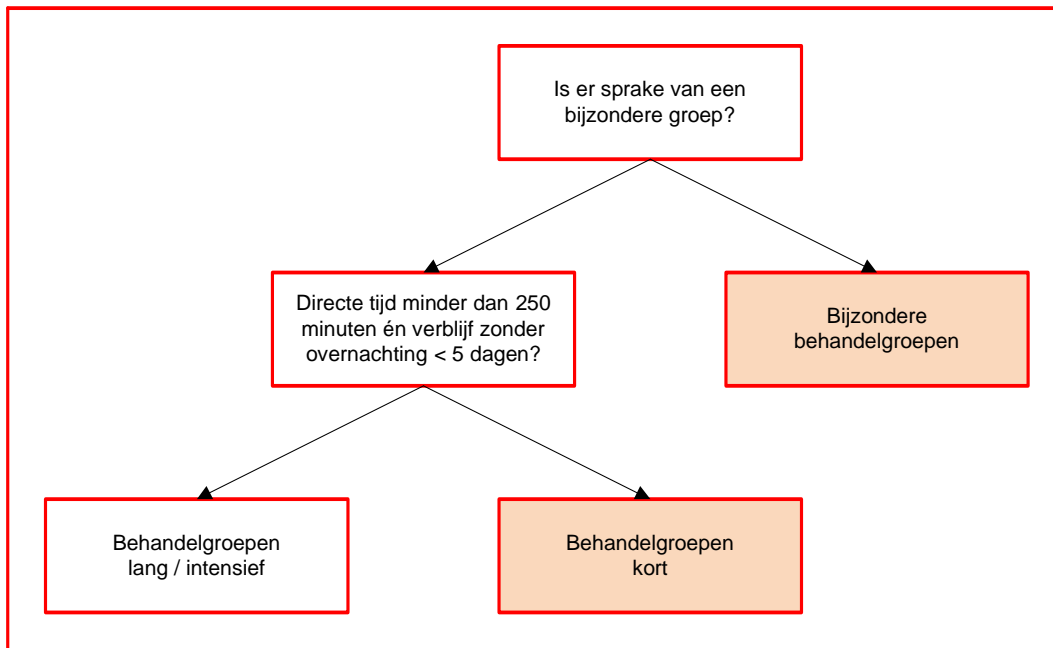 Is er sprake van een
bijzondere groep?
Directe tijd minder dan 250
minuten én verblijf zonder
overnachting < 5 dagen?
Bijzondere
behandelgroepen
Behandelgroepen
lang / intensief
Behandelgroepen
kort